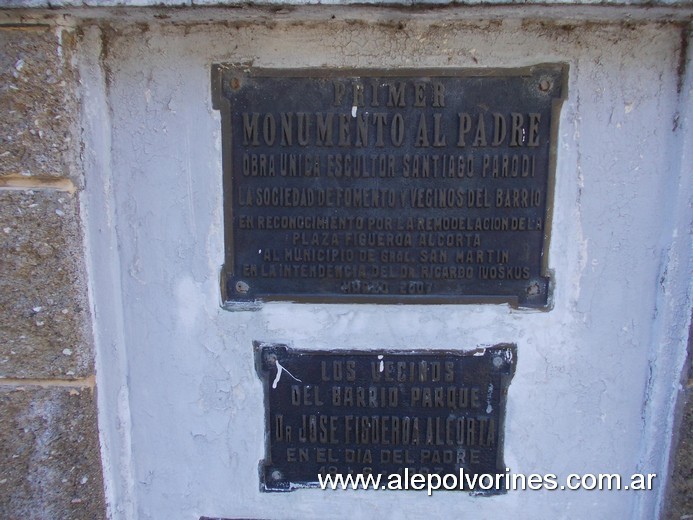 PRIMER
MONUMENTO AL PADRE
OBRA UNICA ESCULTOR SANTIAGO PARODI
LA SOCIEDAD DE FOMENTO Y VECINOS DEL BARRIO
EN RECONOCIMIENTO POR LA REMODELACION DE LA
PLAZA FIGUEROA ALCORTA
AL MUNICIPIO DE GRAL. SAN MARTIN
EN LA INTENDENCIA DEL DR. RICARDO IVOSKUS
2007
LOS VECINOS
DEL BARRIO PARQUE
DR JOSE FIGUEROA ALCORTA
EN EL DIA DEL PADRE
www.alepolvorines.com.ar